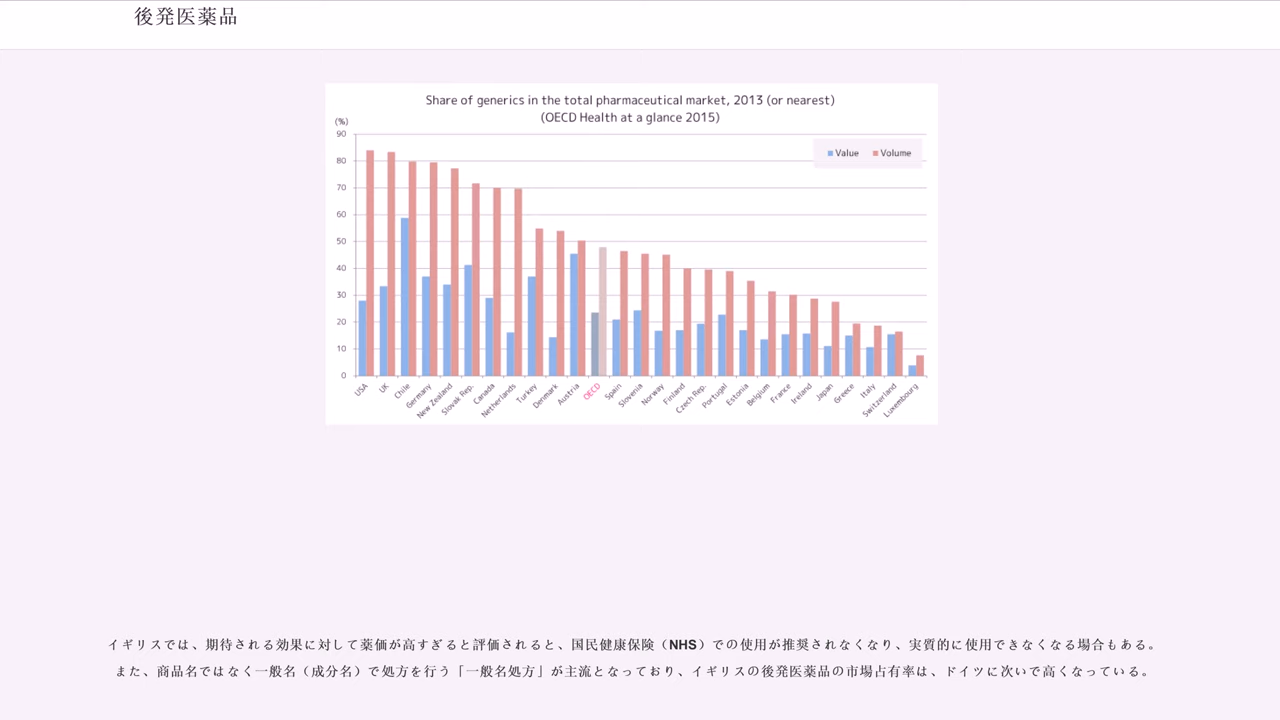 後発医薬品
Share of generics in the total pharmaceutical market, 2013 (or nearest)
(OECD Health at a glance 2015)
(%)
Value Volume
90
80
70
60
50
40
30
20
10
0
USA UK Chile Germany New Zealand Slovak Rep. Canada Netherlands Turkey Denmark Austria OECD Spain Slovenia Norway Finland Czech Rep. Portugal Estonia Belgium France Ireland Japan Greece Italy Switzerland Luxembourg
イギリスでは、期待される効果に対して薬価が高すぎると評価されると、国民健康保険（NHS）での使用が推奨されなくなり、実質的に使用できなくなる場合もある。
また、商品名ではなく一般名（成分名）で処方を行う「一般名処方」が主流となっており、イギリスの後発医薬品の市場占有率は、ドイツに次いで高くなっている。